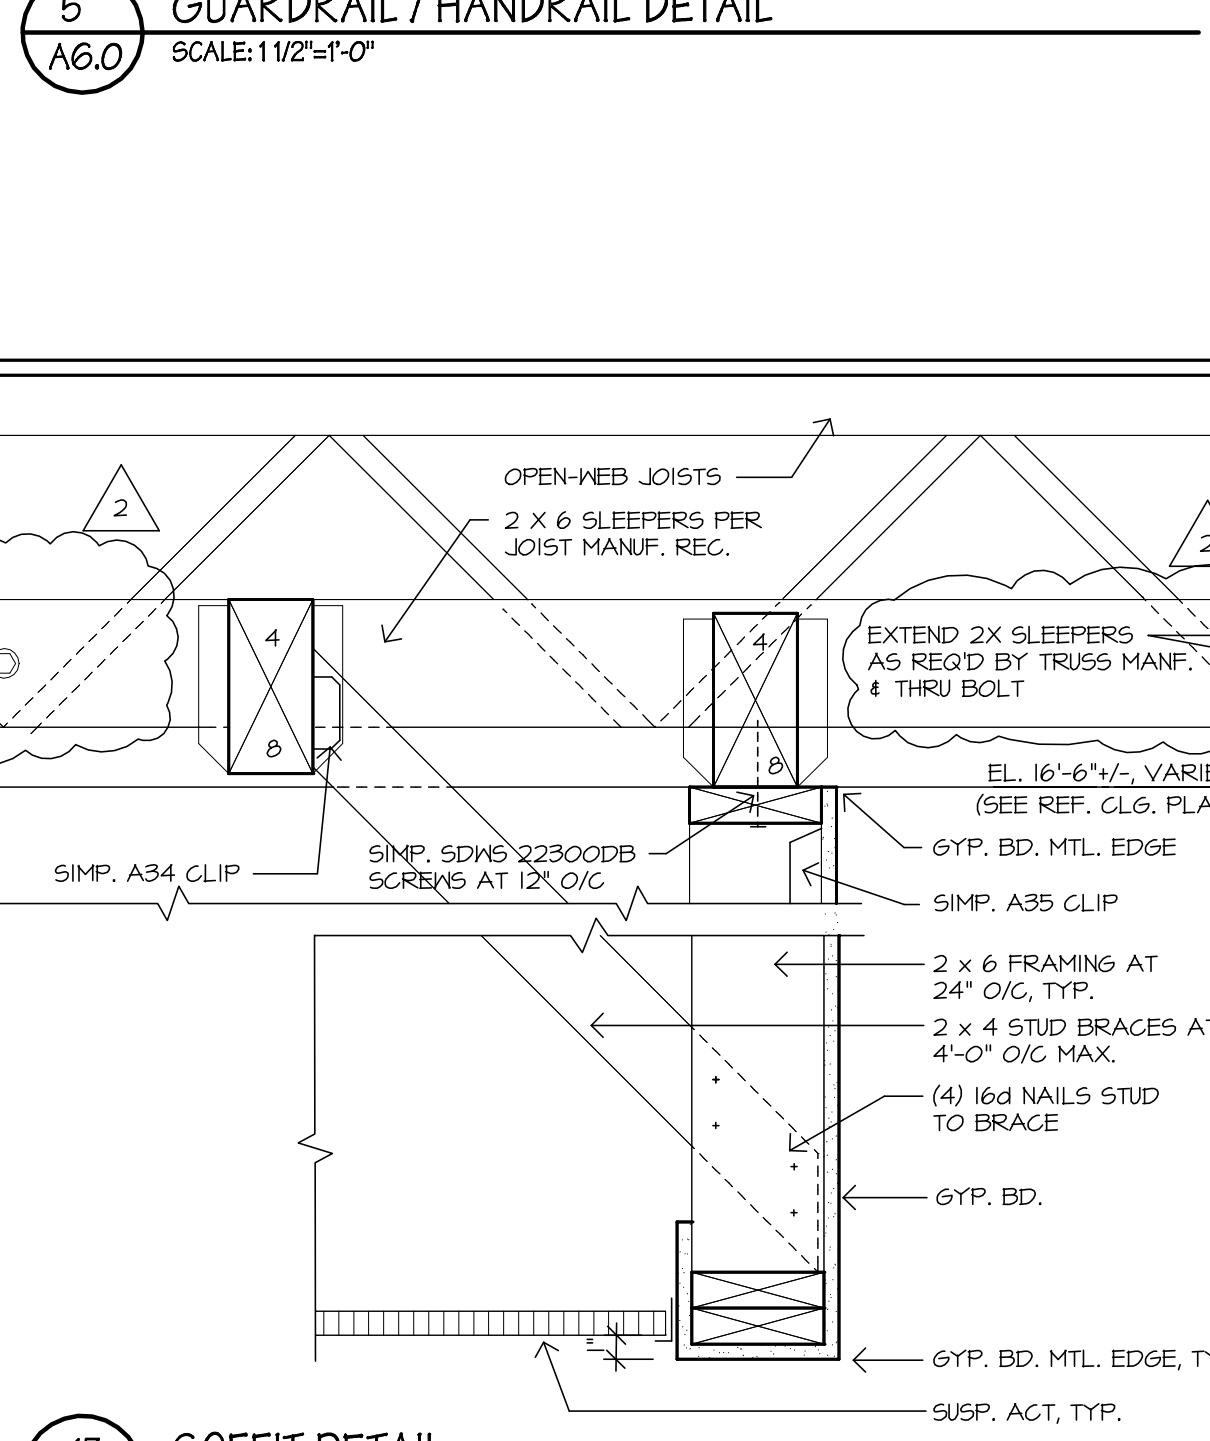 5
GUARDRAIL / HANDRAIL DETAIL
A6.0
SCALE: 1 1/2"=1'-0"
OPEN-WEB JOISTS
2
2 X 6 SLEEPERS PER
JOIST MANUF. REC.
2
4
8
4
8
EXTEND 2X SLEEPERS
AS REQ'D BY TRUSS MANF.
& THRU BOLT
EL. 16'-6"+/-, VARIE
(SEE REF. CLG. PLA
GYP. BD. MTL. EDGE
SIMP. SDWS 22300DB
SCREWS AT 12" O/C
SIMP. A34 CLIP
SIMP. A35 CLIP
2 x 6 FRAMING AT
24" O/C, TYP.
2 x 4 STUD BRACES AT
4'-0" O/C MAX.
(4) 16d NAILS STUD
TO BRACE
GYP. BD.
1"
GYP. BD. MTL. EDGE, TY
SUSP. ACT, TYP.
SOFFIT DETAIL